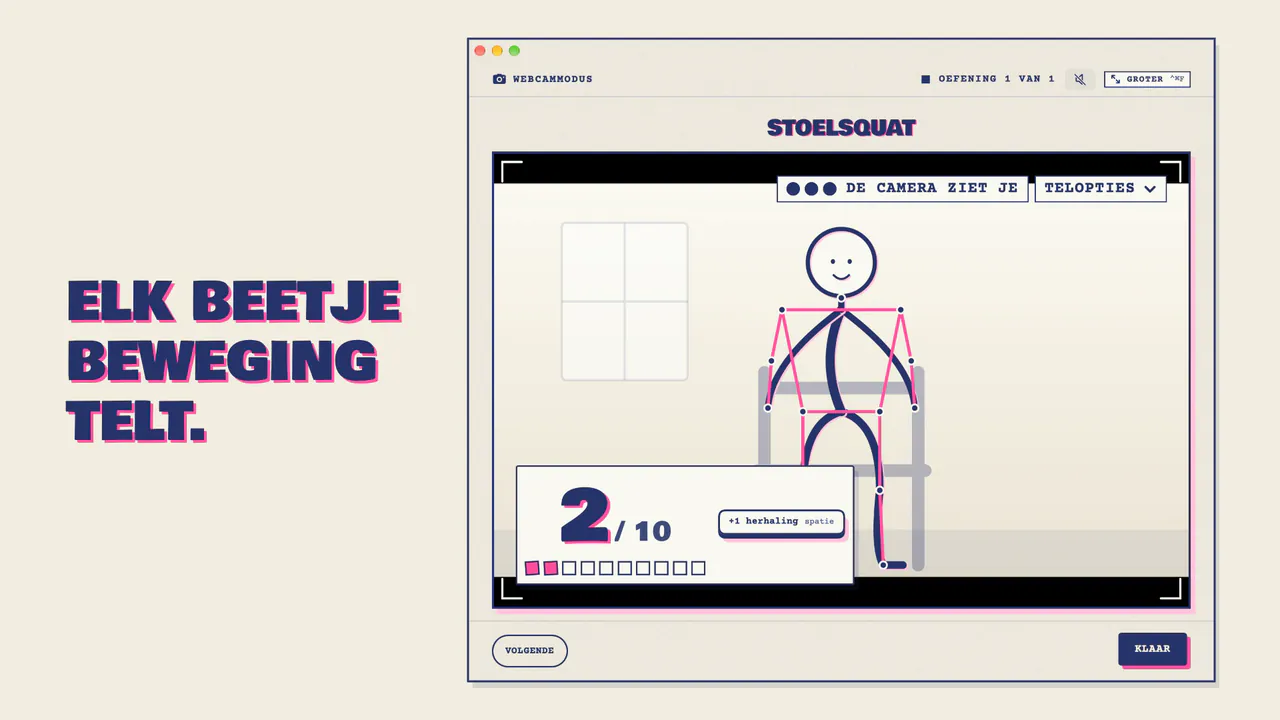 ELK BEETJE
BEWEGING
TELT.
WEBCAMMODUS
OEFENING 1 VAN 1
GROTER ^⌘F
STOELSQUAT
DE CAMERA ZIET JE
TELOPTIES
2 / 10
+1 herhaling spatie
VOLGENDE
KLAAR